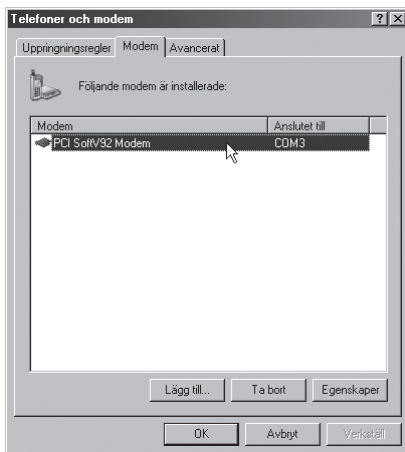 Telefoner och modem
Uppringningsregler Modem Avancerat
Följande modem är installerade:
Modem Anslutet till
PCI SoftV92 Modem COM3
Lägg till... Ta bort Egenskaper
OK Avbryt Verkställ